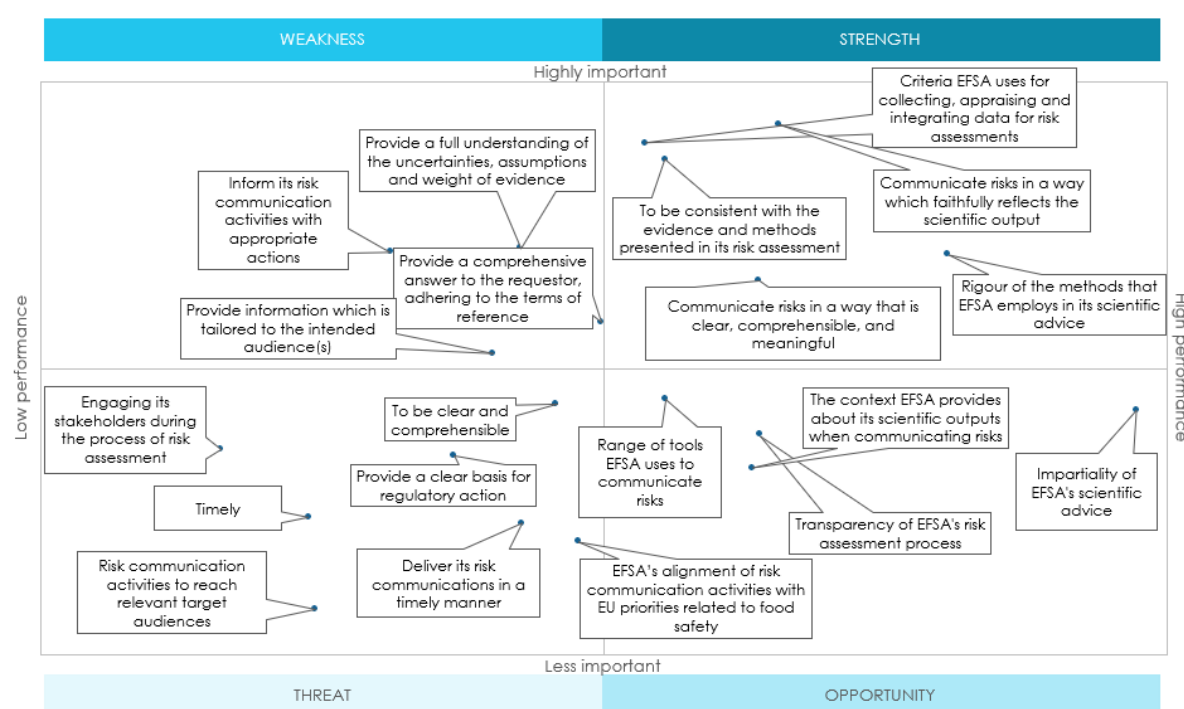 WEAKNESS
STRENGTH
Highly important
Criteria EFSA uses for
collecting, appraising and
integrating data for risk
assessments
Provide a full understanding of
the uncertainties, assumptions
and weight of evidence
Inform its risk
communication
activities with
appropriate
actions
Communicate risks in a way
which faithfully reflects the
scientific output
To be consistent with the
evidence and methods
presented in its risk assessment
Provide a comprehensive
answer to the requestor,
adhering to the terms of
reference
Rigour of the methods that
EFSA employs in its scientific
advice
Provide information which is
tailored to the intended
audience(s)
Communicate risks in a way that is
clear, comprehensible, and
meaningful
Low performance
High performance
Engaging its
stakeholders during
the process of risk
assessment
To be clear and
comprehensible
The context EFSA provides
about its scientific outputs
when communicating risks
Range of tools
EFSA uses to
communicate
risks
Provide a clear basis for
regulatory action
Impartiality of
EFSA's scientific
advice
Timely
Transparency of EFSA's risk
assessment process
Risk communication
activities to reach
relevant target
audiences
Deliver its risk
communications in a
timely manner
EFSA’s alignment of risk
communication activities with
EU priorities related to food
safety
Less important
THREAT
OPPORTUNITY